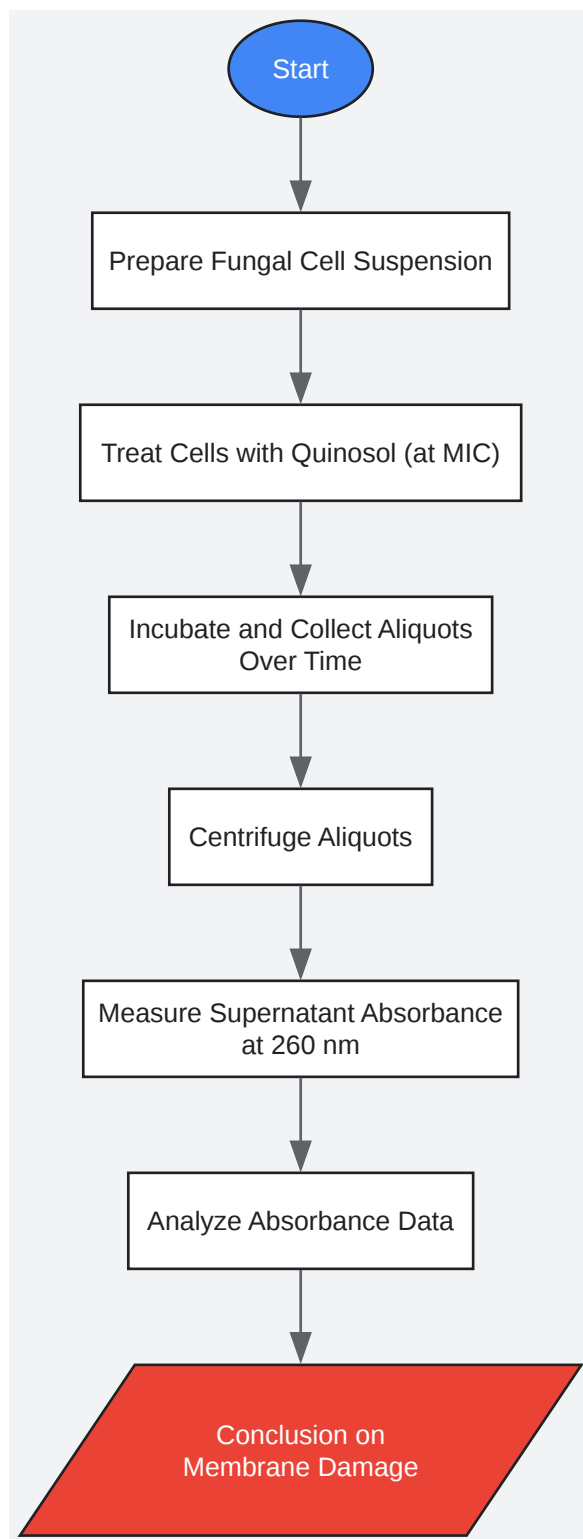 Start
Prepare Fungal Cell Suspension
Treat Cells with Quinosol (at MIC)
Incubate and Collect Aliquots
Over Time
Centrifuge Aliquots
Measure Supernatant Absorbance
at 260 nm
Analyze Absorbance Data
Conclusion on
Membrane Damage